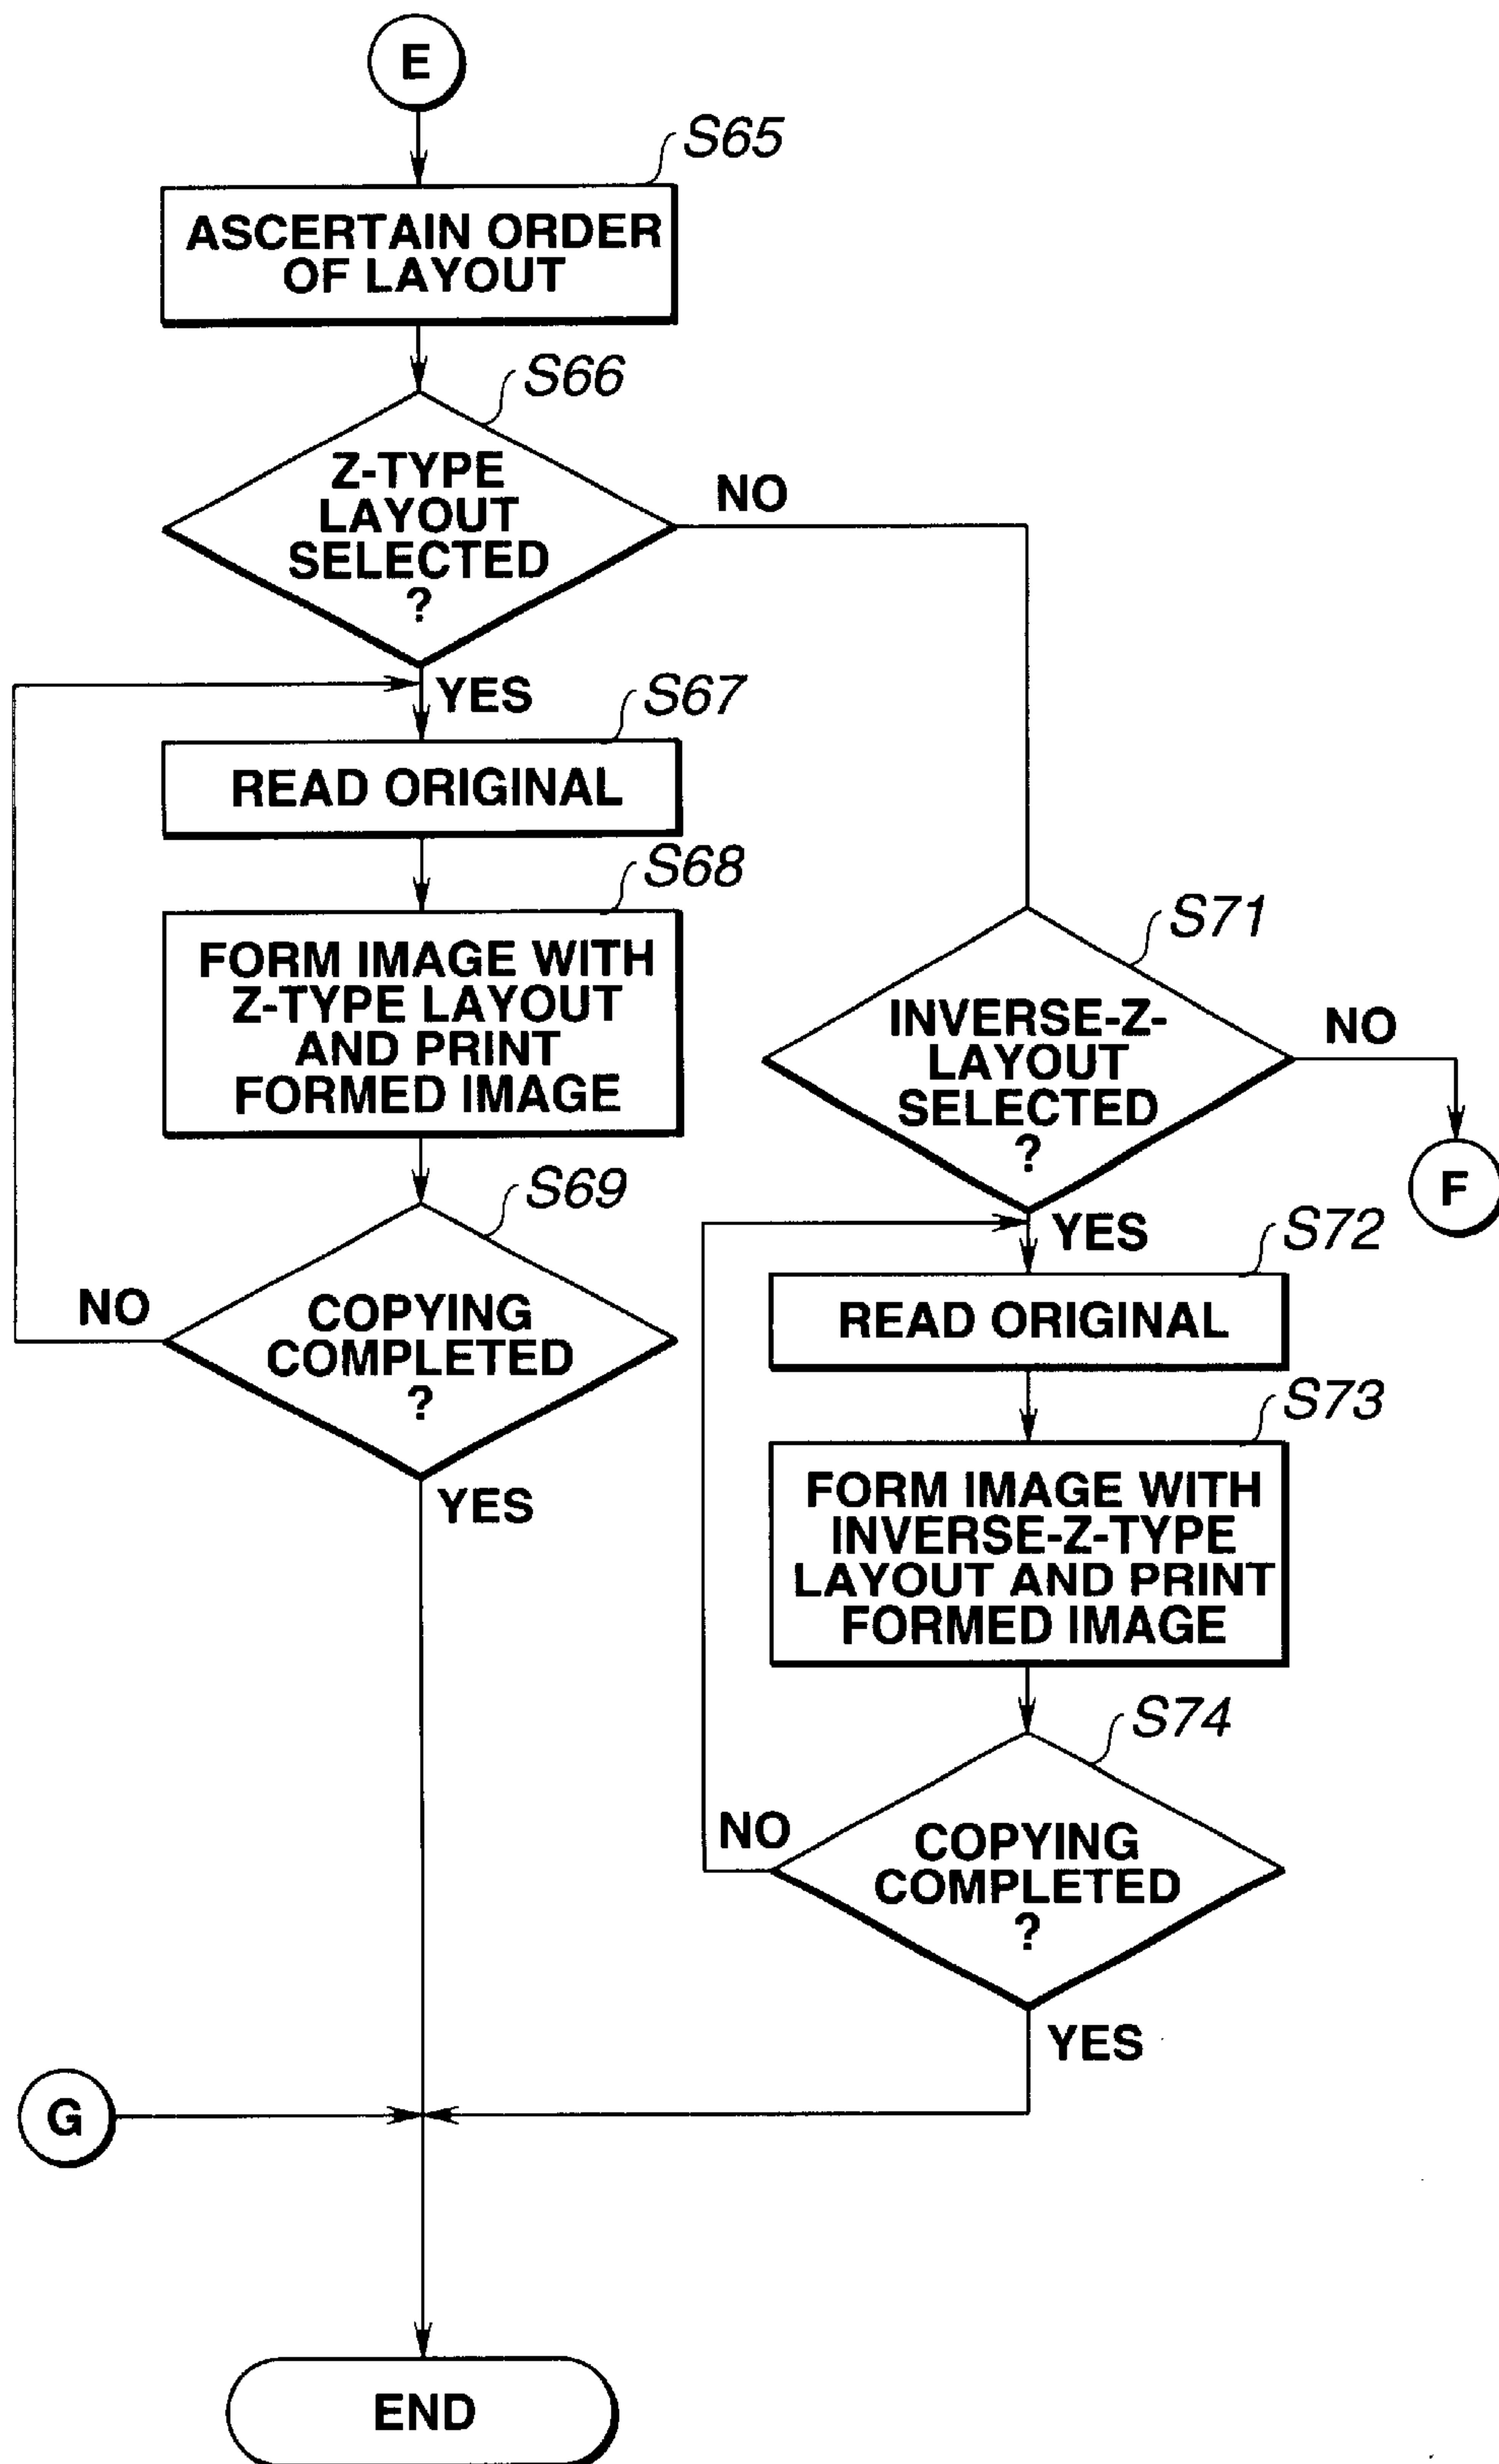 E
S65
ASCERTAIN ORDER
OF LAYOUT
S66
Z-TYPE
LAYOUT
SELECTED
?
NO
YES
S67
READ ORIGINAL
S68
FORM IMAGE WITH
Z-TYPE LAYOUT
AND PRINT
FORMED IMAGE
S69
COPYING
COMPLETED
?
NO
YES
S71
INVERSE-Z-
LAYOUT
SELECTED
?
NO
F
YES
S72
READ ORIGINAL
S73
FORM IMAGE WITH
INVERSE-Z-TYPE
LAYOUT AND PRINT
FORMED IMAGE
S74
COPYING
COMPLETED
?
NO
YES
G
END